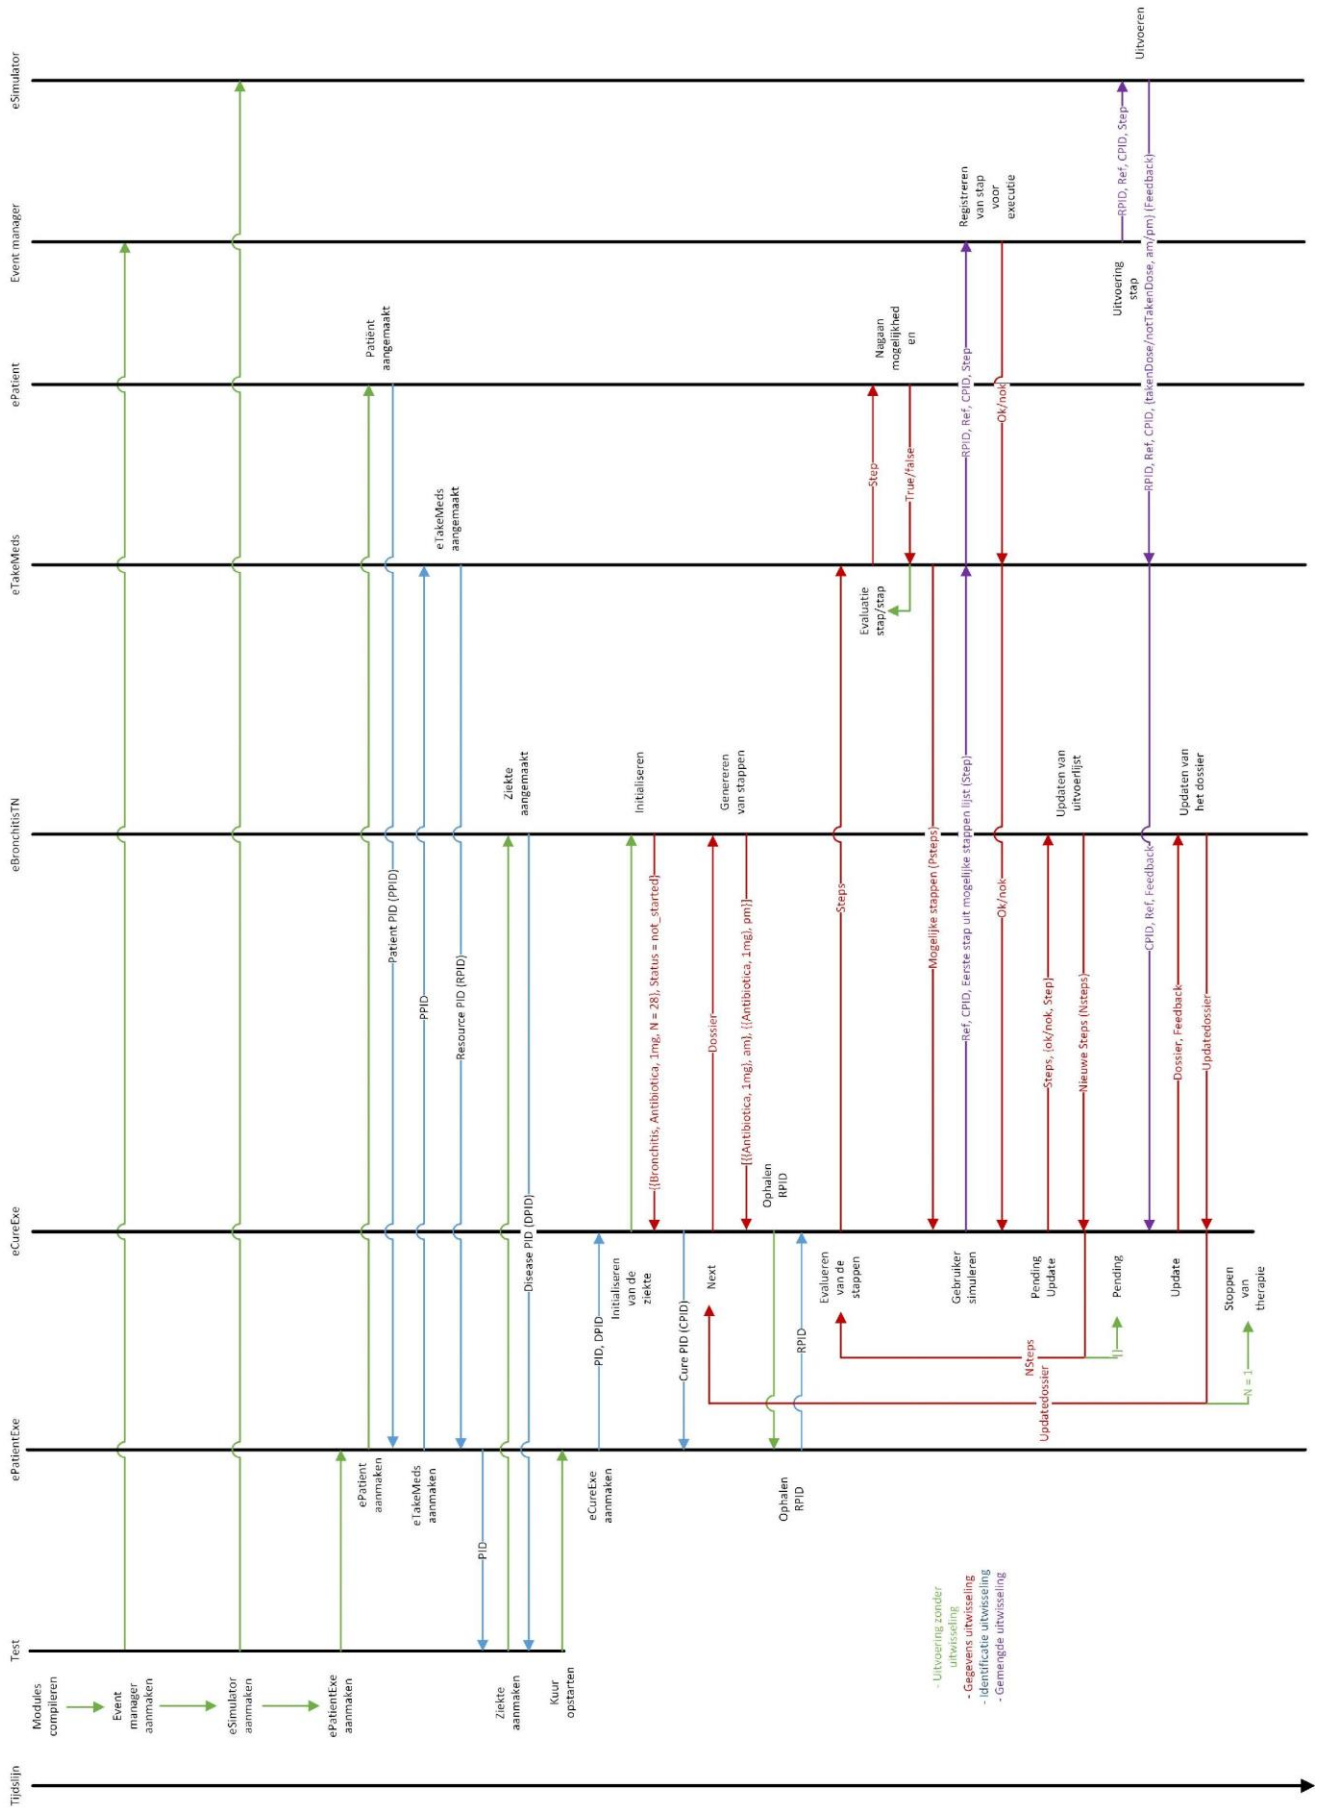 Tijdslijn
Test
ePatientExe
eCureExe
eBronchitisTN
eTakeMeds
ePatient
Event manager
eSimulator
Modules
compileren
Event
manager
aanmaken
eSimulator
aanmaken
ePatientExe
aanmaken
ePatient
aanmaken
Patiënt
aangemaakt
Patient PID (PPID)
eTakeMeds
aanmaken
PPID
eTakeMeds
aangemaakt
Resource PID (RPID)
PID
Ziekte
aanmaken
Ziekte
aangemaakt
Disease PID (DPID)
Kuur
opstarten
eCureExe
aanmaken
PID, DPID
Initialiseren
van de
ziekte
Initialiseren
{{Bronchitis, Antibiotica, 1mg, N = 28}, Status = not_started}
Cure PID (CPID)
Next
Dossier
Genereren
van stappen
[{{Antibiotica, 1mg}, am}, {{Antibiotica, 1mg}, pm}]
Ophalen
RPID
Ophalen
RPID
RPID
Evalueren
van de
stappen
Steps
Evaluatie
stap/stap
Step
Nagaan
mogelijkhed
en
True/false
Mogelijke stappen (Psteps)
Gebruiker
simuleren
Ref, CPID, Eerste stap uit mogelijke stappen lijst (Step)
RPID, Ref, CPID, Step
Registreren
van stap
voor
executie
Ok/nok
Ok/nok
Pending
Update
Steps, {ok/nok, Step}
Updaten van
uitvoerlijst
Nieuwe Steps (Nsteps)
NSteps
[]
Pending
Uitvoering
stap
RPID, Ref, CPID, Step
Uitvoeren
RPID, Ref, CPID, {takenDose/notTakenDose, am/pm} (Feedback)
CPID, Ref, Feedback
Update
Dossier, Feedback
Updaten van
het dossier
Updatedossier
Updatedossier
N = 1
Stoppen
van
therapie
- Uitvoering zonder
uitwisseling
- Gegevens uitwisseling
- Identificatie uitwisseling
- Gemengde uitwisseling